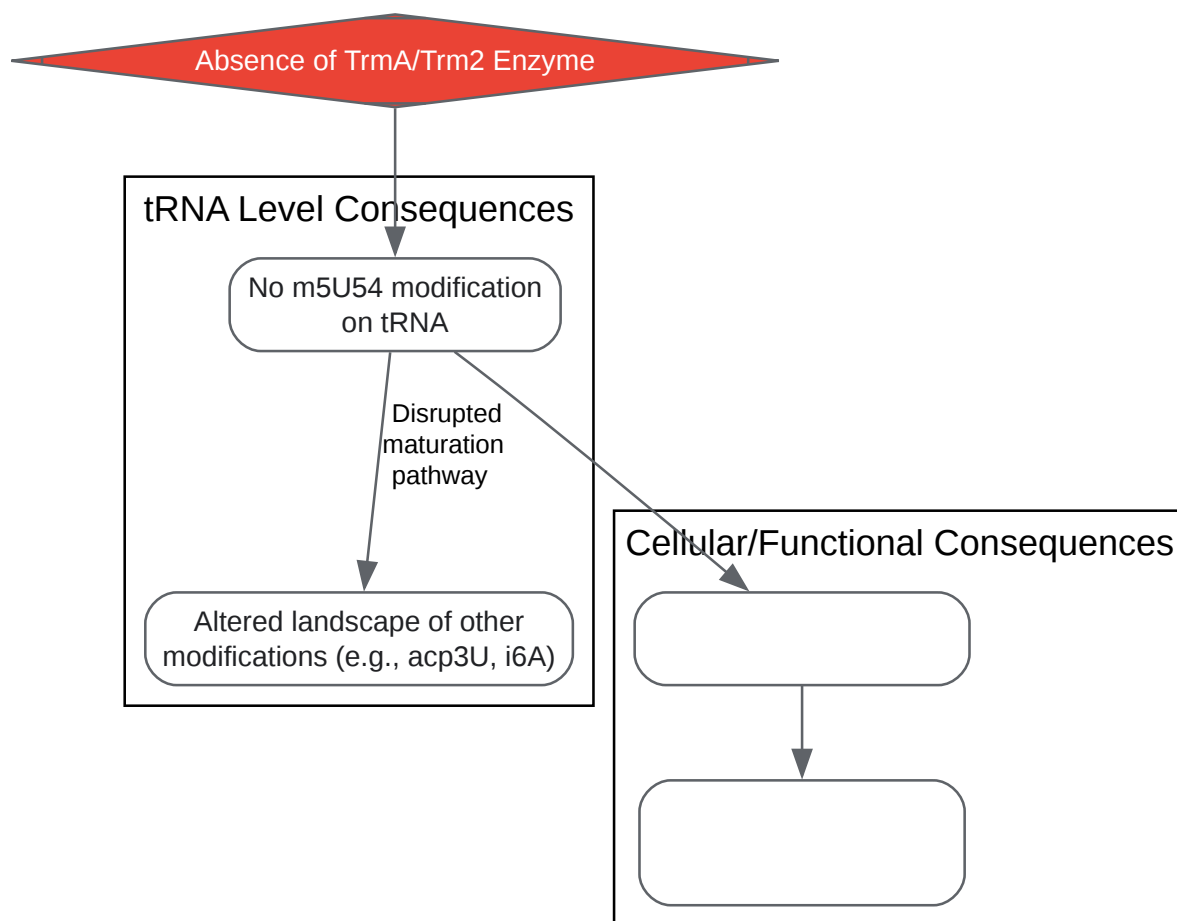 Absence of TrmA/Trm2 Enzyme
tRNA Level Consequences
No m5U54 modification
on tRNA
Disrupted
maturation
pathway
Altered landscape of other
modifications (e.g., acp3U, i6A)
Cellular/Functional Consequences